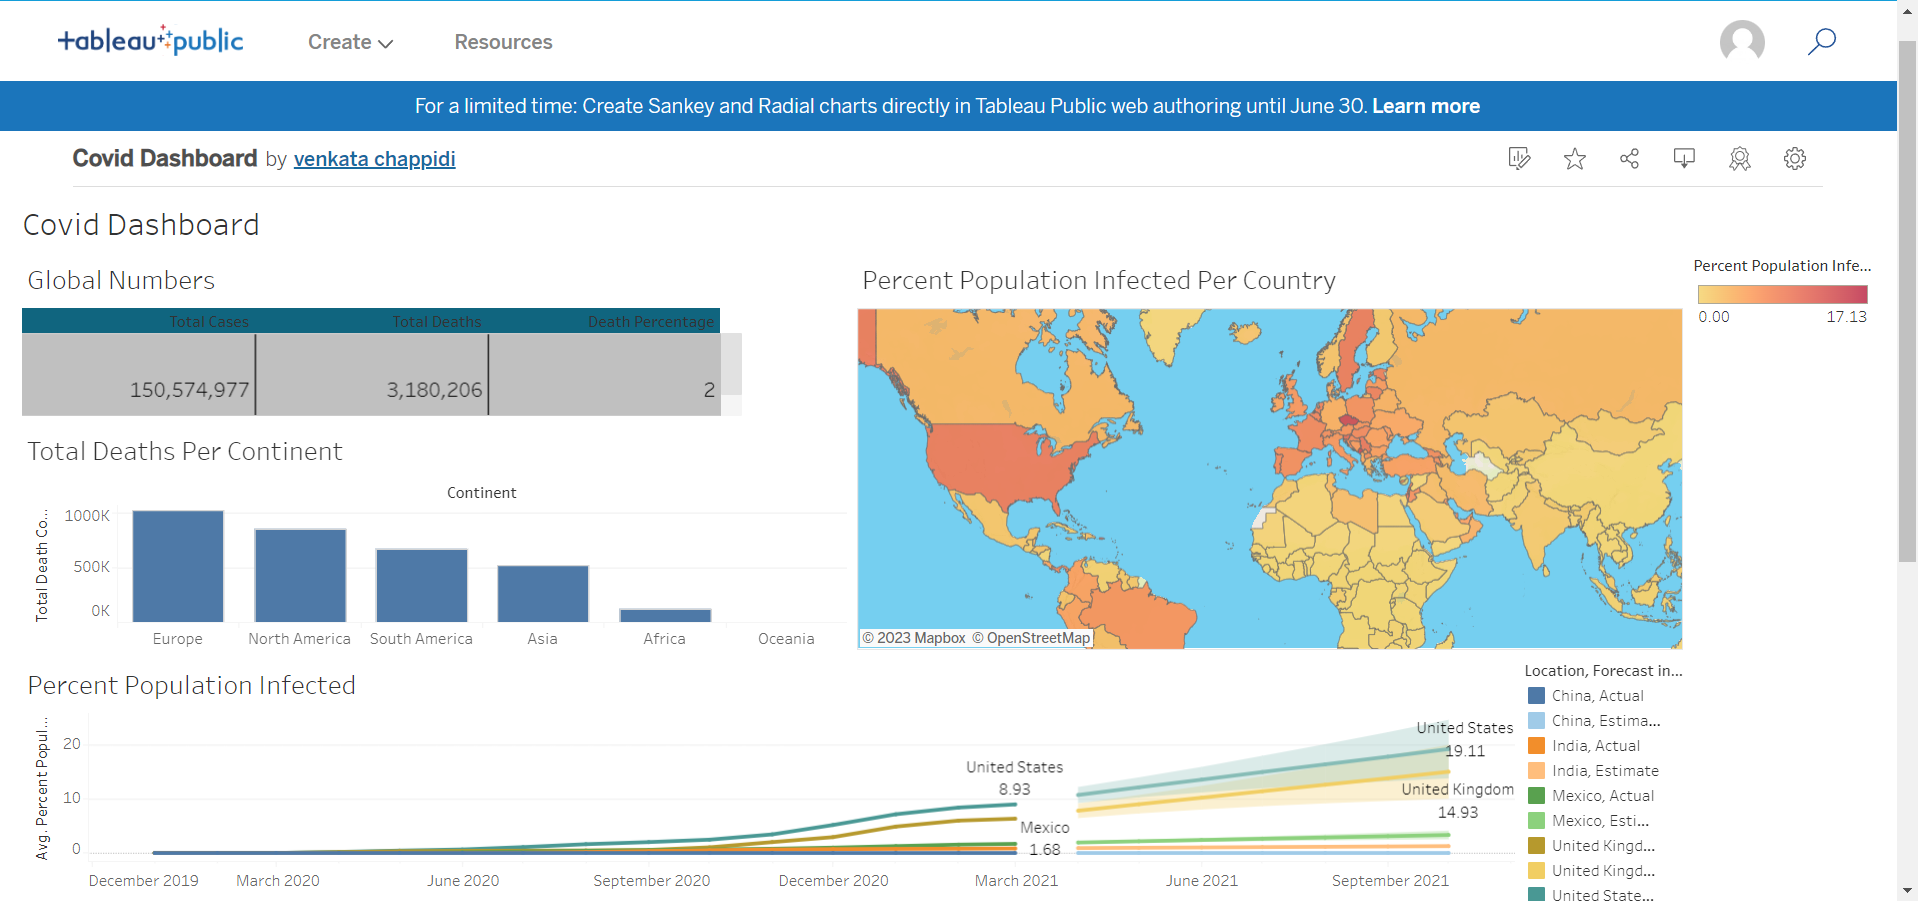 tableau public
Create
Resources
For a limited time: Create Sankey and Radial charts directly in Tableau Public web authoring until June 30. Learn more
Covid Dashboard by venkata chappidi
Covid Dashboard
Global Numbers
Total Cases Total Deaths Death Percentage
150,574,977 3,180,206 2
Total Deaths Per Continent
Continent
Total Death Co...
1000K
500K
0K
Europe North America South America Asia Africa Oceania
Percent Population Infected Per Country
© 2023 Mapbox © OpenStreetMap
Percent Population Infe...
0.00 17.13
Percent Population Infected
Avg. Percent Popul...
20
10
0
United States
8.93
Mexico
1.68
United States
19.11
United Kingdom
14.93
December 2019 March 2020 June 2020 September 2020 December 2020 March 2021 June 2021 September 2021
Location, Forecast in...
China, Actual
China, Estima...
India, Actual
India, Estimate
Mexico, Actual
Mexico, Esti...
United Kingd...
United Kingd...
United State...